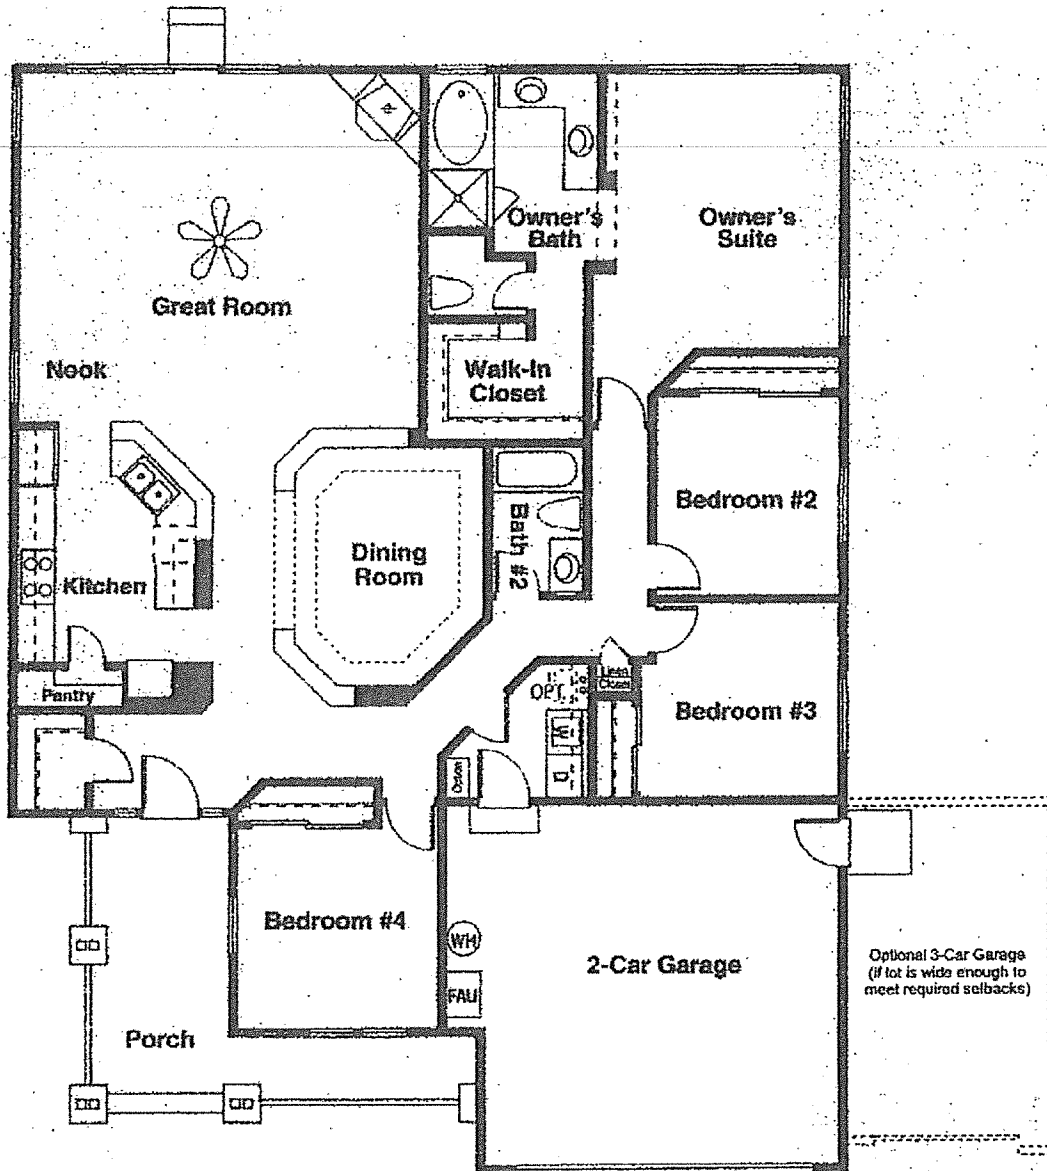 Owner's
Bath
Owner's
Suite
Great Room
Nook
Walk-In
Closet
Bedroom #2
Bath #2
Dining
Room
Kitchen
Linen
Closet
Pantry
OPT.
Bedroom #3
W
D
Bedroom #4
WH
2-Car Garage
FAU
Optional 3-Car Garage
(if lot is wide enough to
meet required setbacks)
Porch